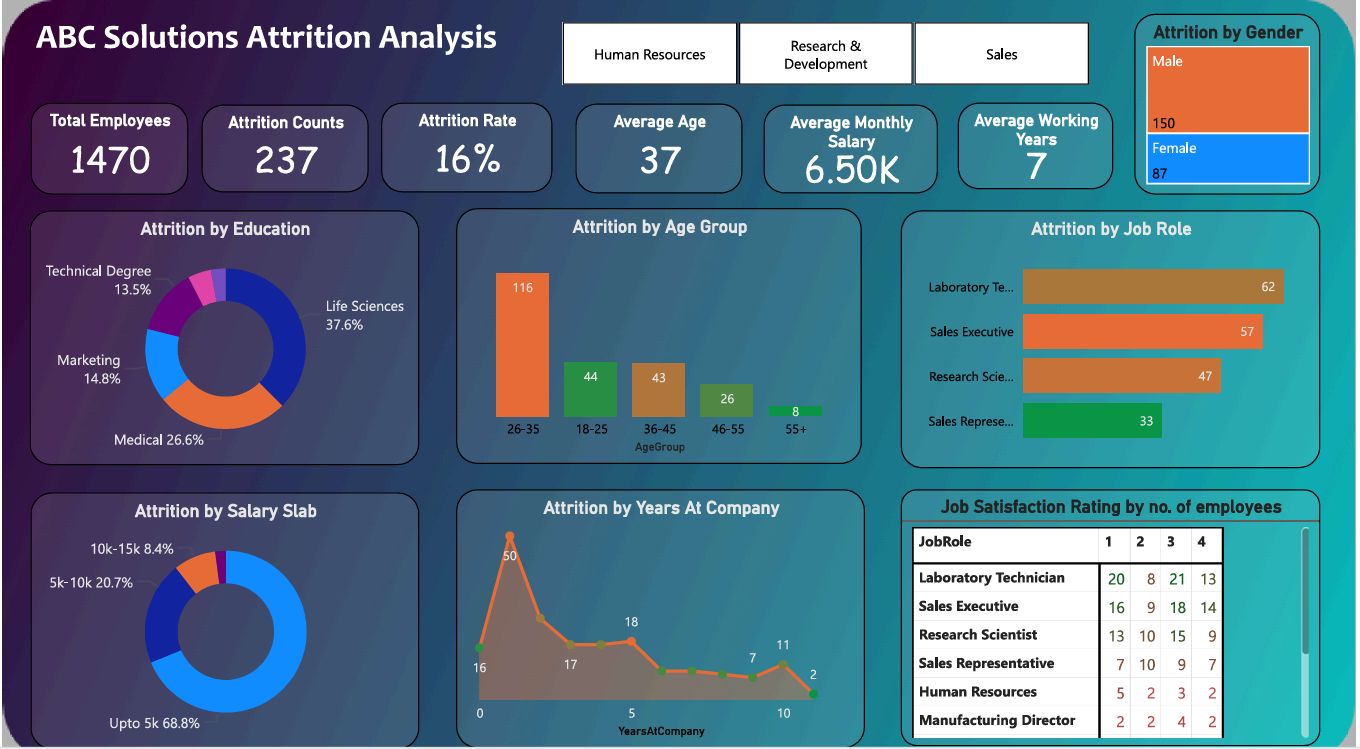 ABC Solutions Attrition Analysis
Human Resources
Research &
Development
Sales
Attrition by Gender
Male
150
Female
87
Total Employees
1470
Attrition Counts
237
Attrition Rate
16%
Average Age
37
Average Monthly
Salary
6.50K
Average Working
Years
7
Attrition by Education
Technical Degree
13.5%
Life Sciences
37.6%
Marketing
14.8%
Medical 26.6%
Attrition by Age Group
116
44
43
26
8
26-35 18-25 36-45 46-55 55+
AgeGroup
Attrition by Job Role
Laboratory Te... 62
Sales Executive 57
Research Scie... 47
Sales Represe... 33
Attrition by Salary Slab
10k-15k 8.4%
5k-10k 20.7%
Upto 5k 68.8%
Attrition by Years At Company
50
16
17
18
7
11
2
0 5 10
YearsAtCompany
Job Satisfaction Rating by no. of employees
JobRole 1 2 3 4
Laboratory Technician 20 8 21 13
Sales Executive 16 9 18 14
Research Scientist 13 10 15 9
Sales Representative 7 10 9 7
Human Resources 5 2 3 2
Manufacturing Director 2 2 4 2